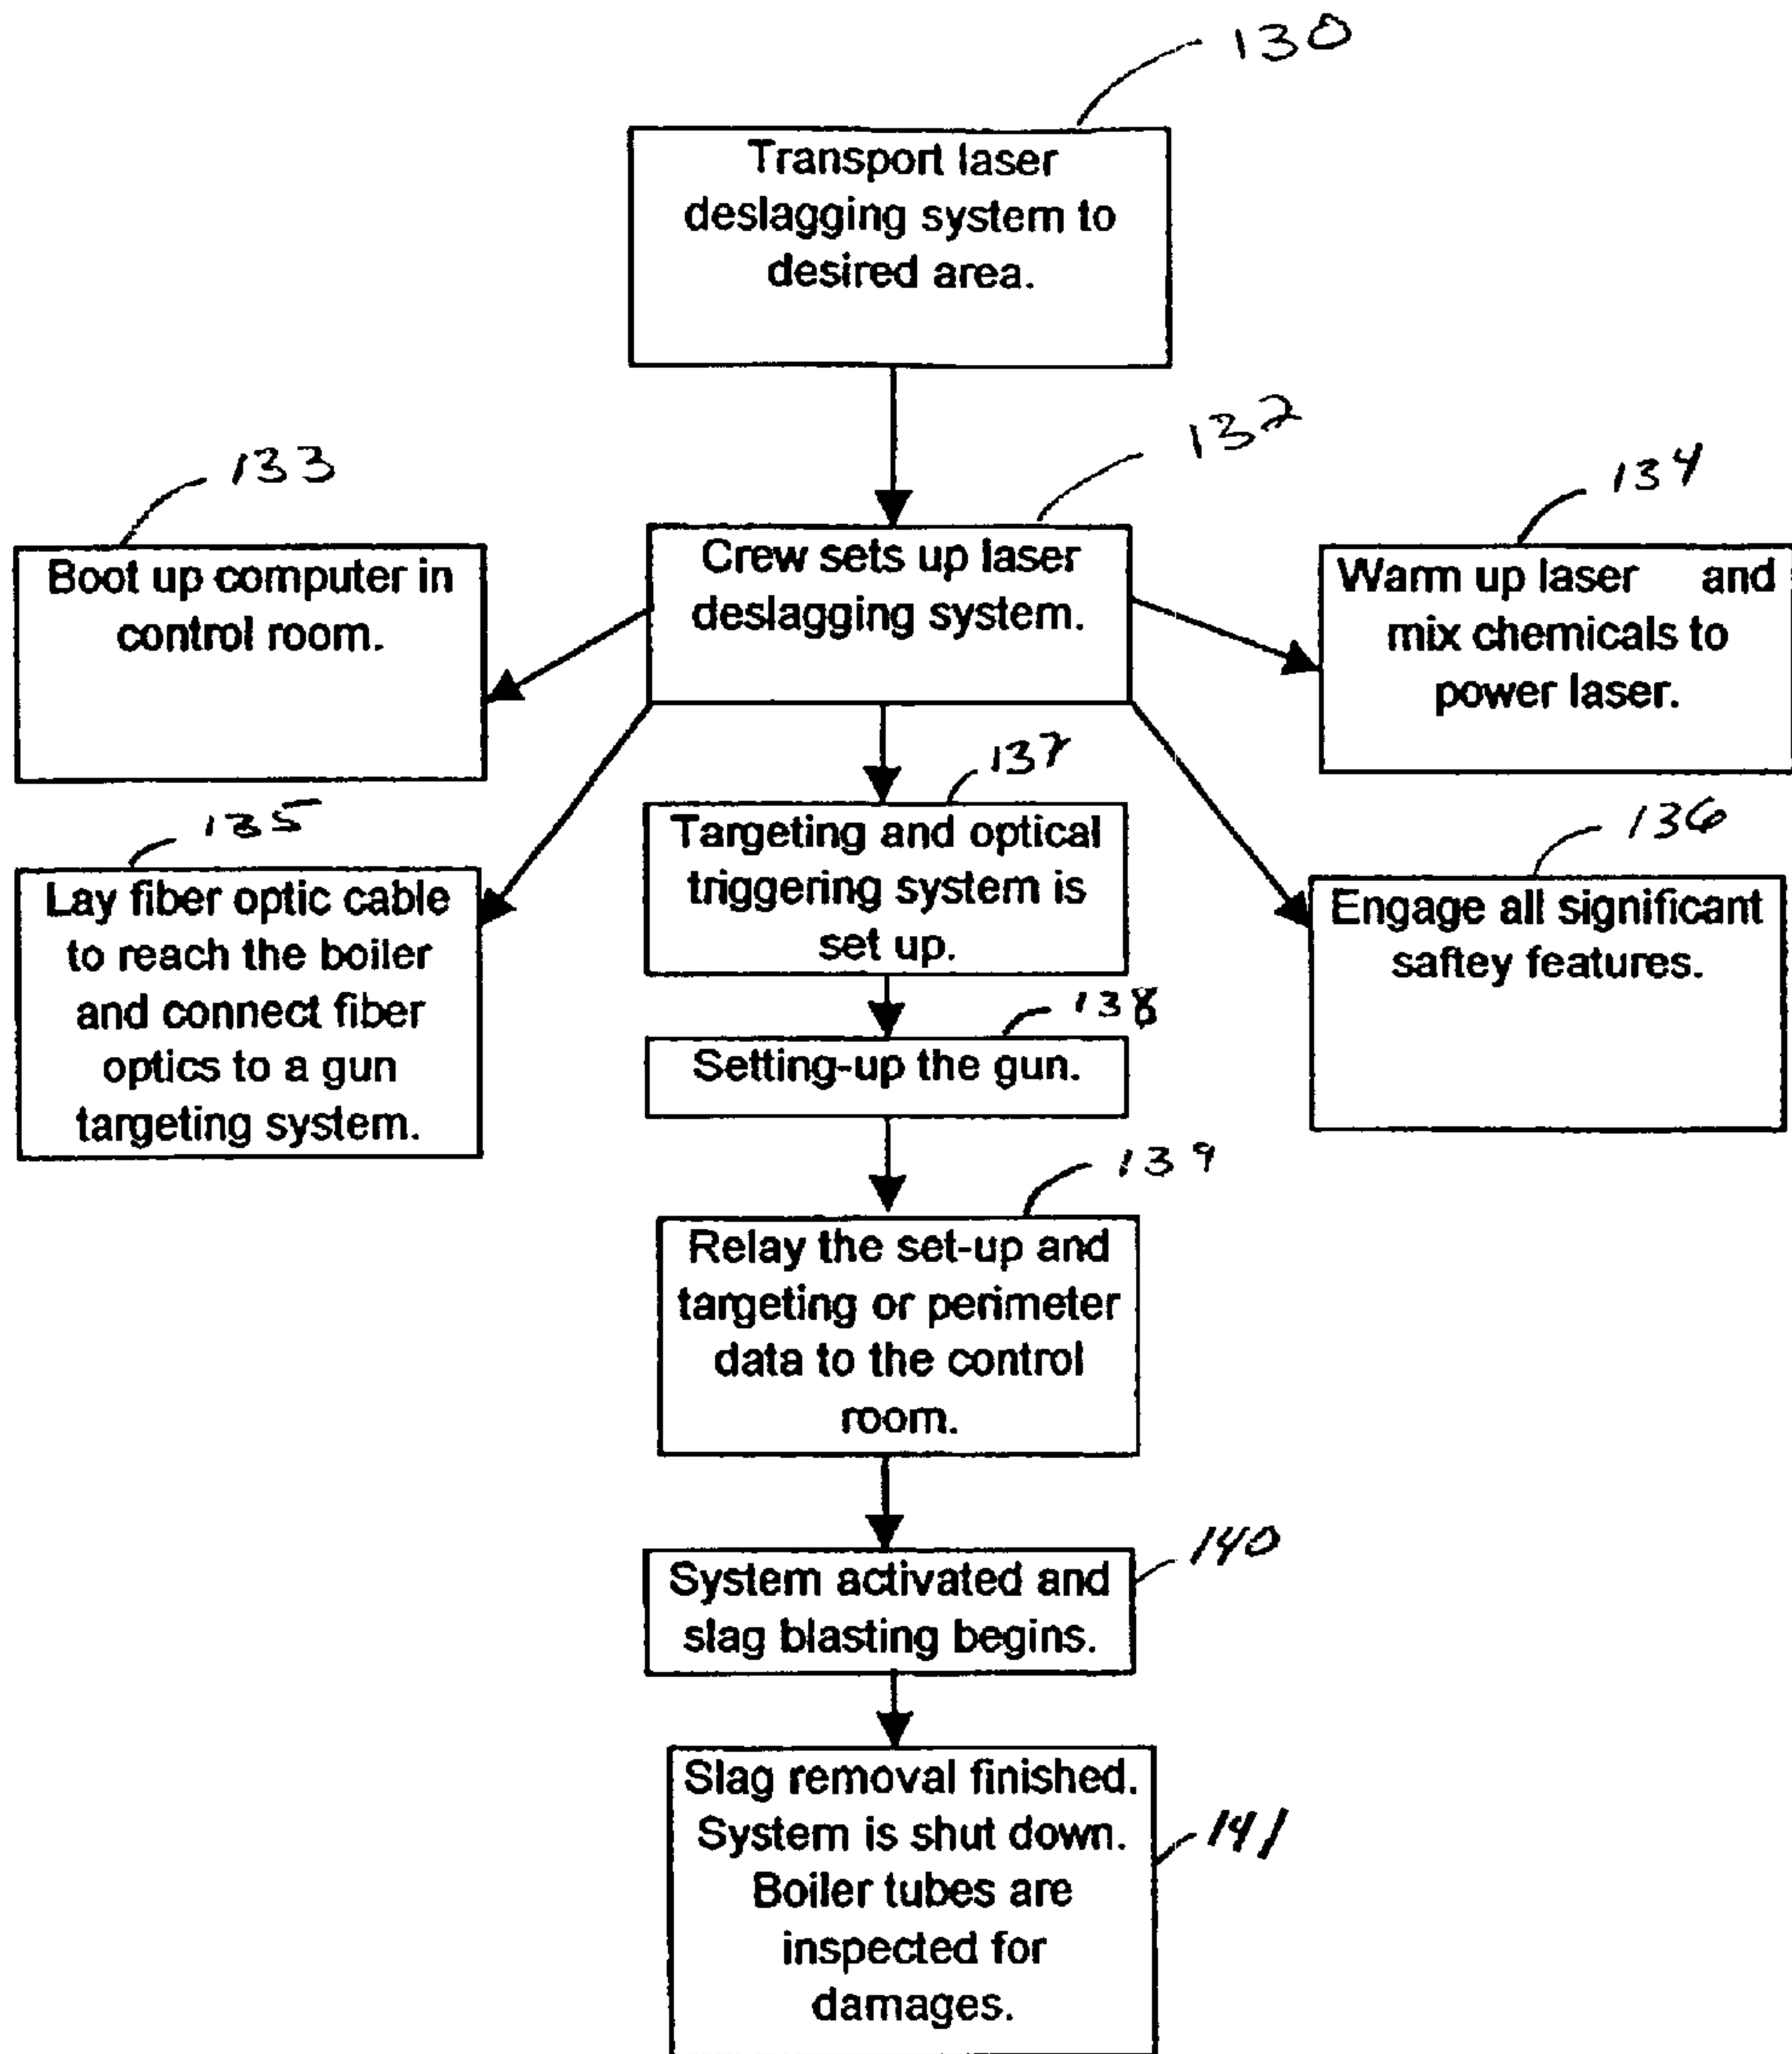 130
Transport laser
deslagging system to
desired area.
132
Crew sets up laser
deslagging system.
133
Boot up computer in
control room.
134
Warm up laser and
mix chemicals to
power laser.
135
Lay fiber optic cable
to reach the boiler
and connect fiber
optics to a gun
targeting system.
137
Targeting and optical
triggering system is
set up.
136
Engage all significant
saftey features.
138
Setting-up the gun.
139
Relay the set-up and
targeting or perimeter
data to the control
room.
140
System activated and
slag blasting begins.
141
Slag removal finished.
System is shut down.
Boiler tubes are
inspected for
damages.